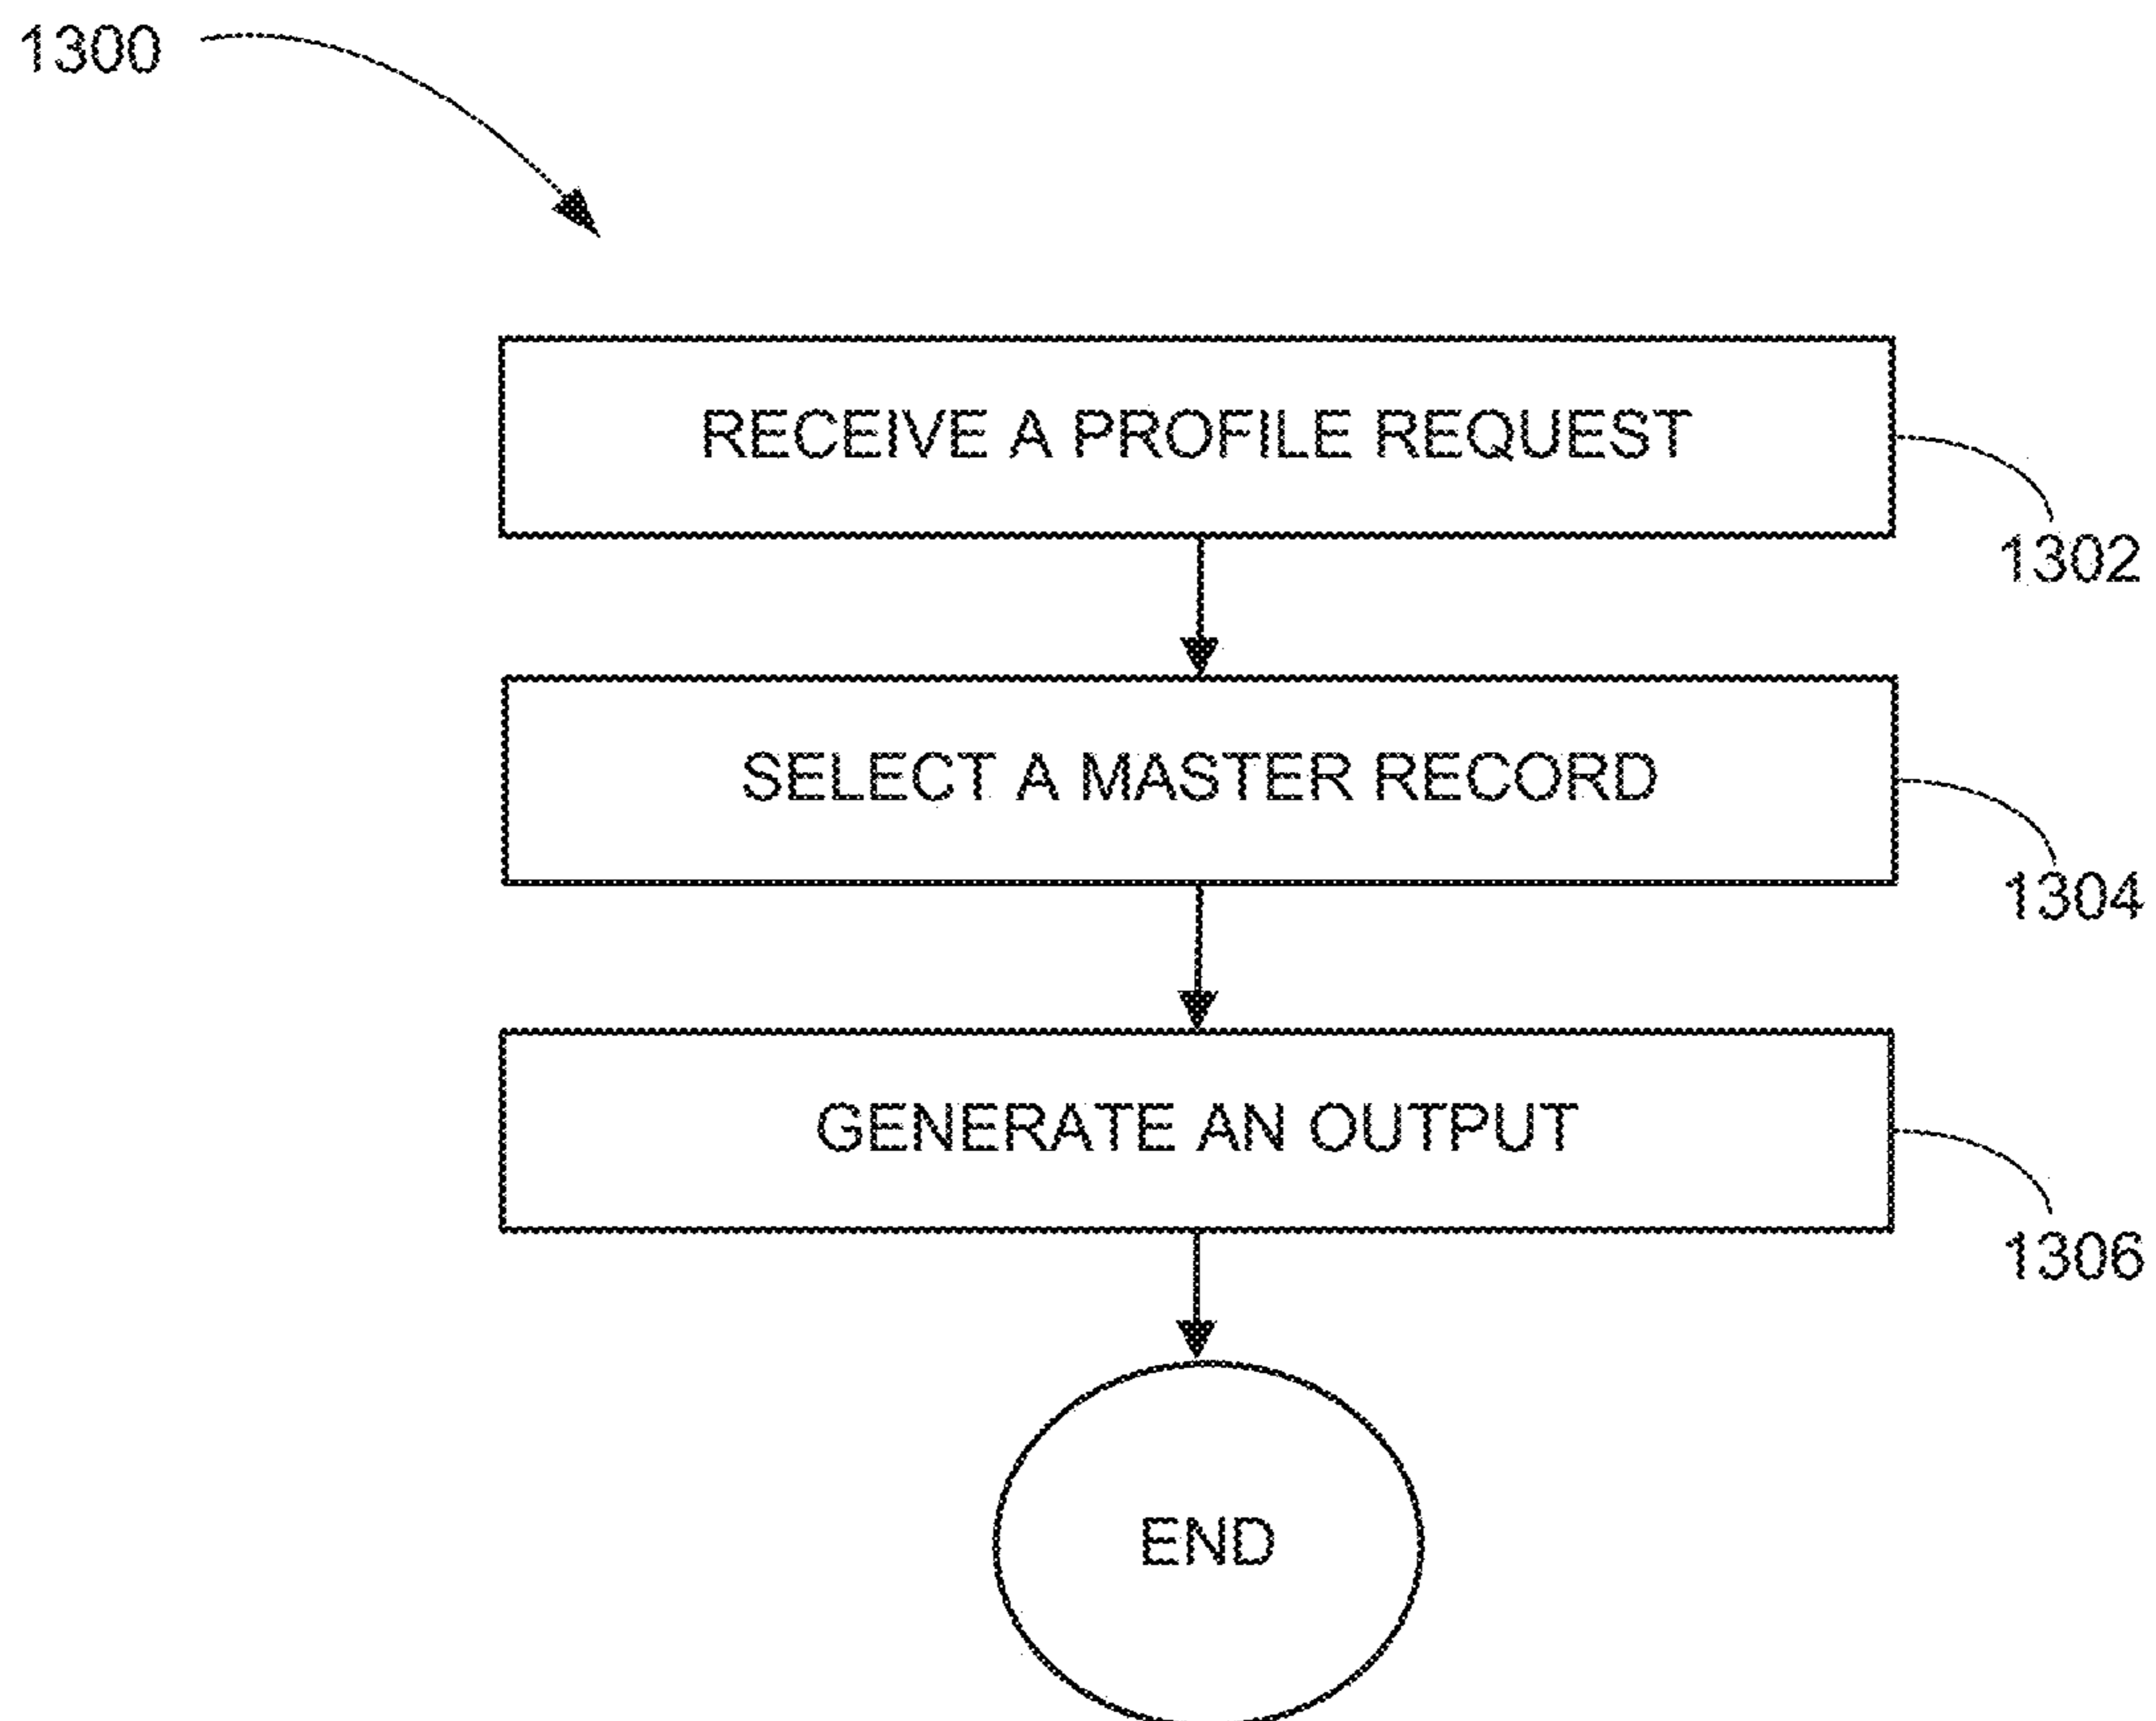 1300
RECEIVE A PROFILE REQUEST
1302
SELECT A MASTER RECORD
1304
GENERATE AN OUTPUT
1306
END